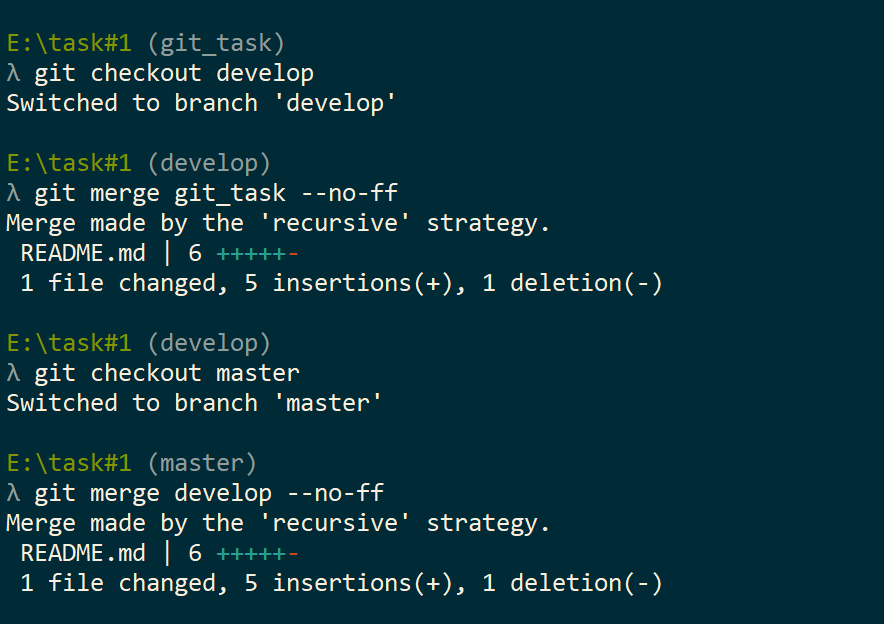 E:\task#1 (git_task)
λ git checkout develop
Switched to branch 'develop'
E:\task#1 (develop)
λ git merge git_task --no-ff
Merge made by the 'recursive' strategy.
README.md | 6 +++++-
1 file changed, 5 insertions(+), 1 deletion(-)
E:\task#1 (develop)
λ git checkout master
Switched to branch 'master'
E:\task#1 (master)
λ git merge develop --no-ff
Merge made by the 'recursive' strategy.
README.md | 6 +++++-
1 file changed, 5 insertions(+), 1 deletion(-)